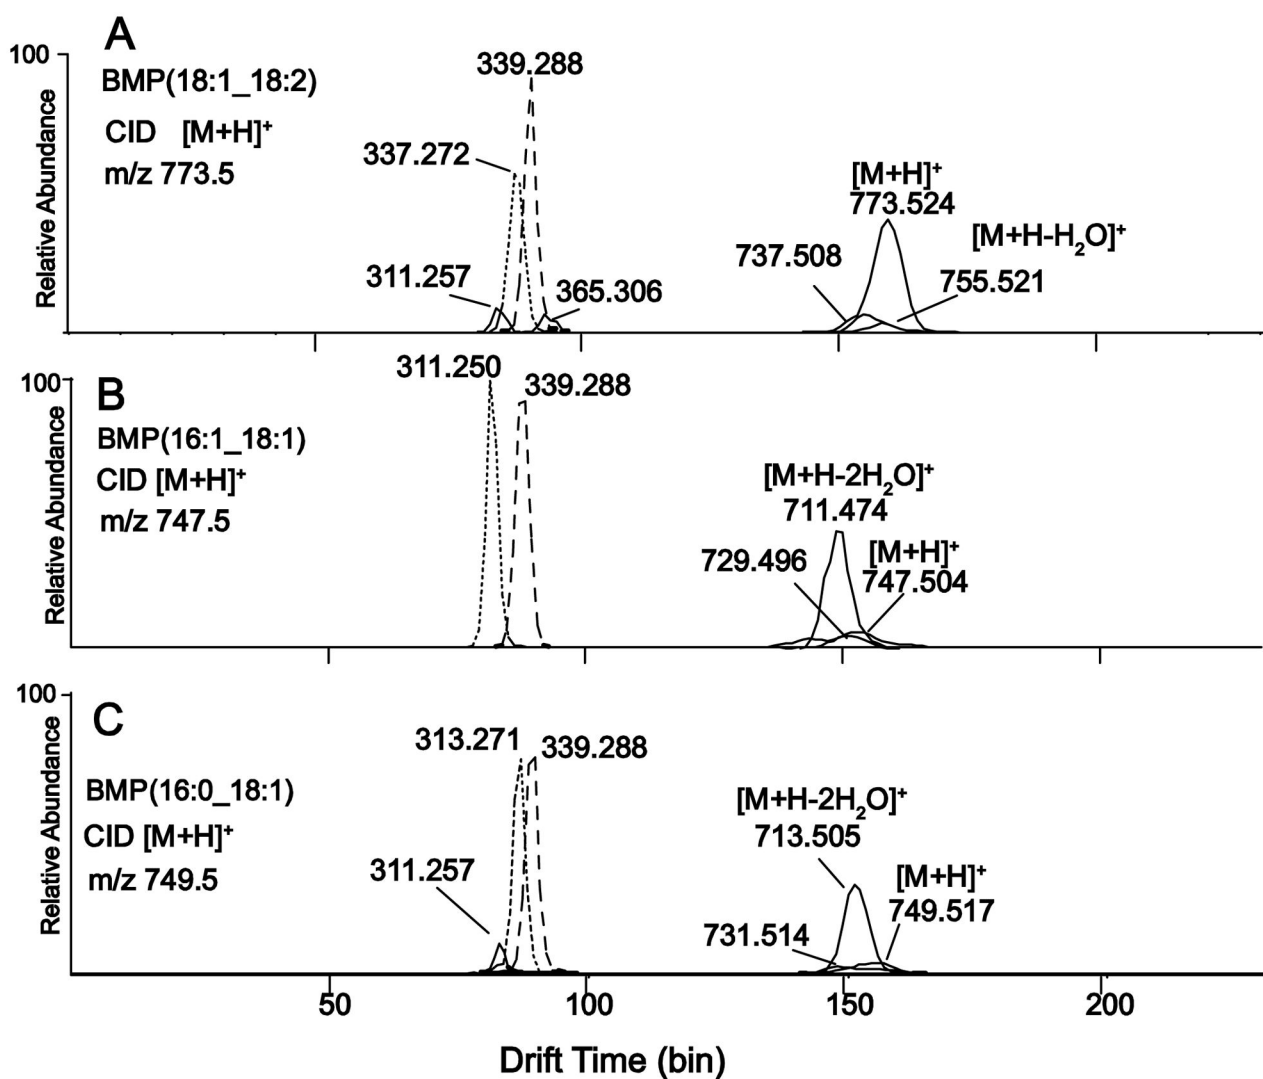 A
100
BMP(18:1_18:2)
CID [M+H]⁺
m/z 773.5
Relative Abundance
339.288
337.272
311.257
365.306
[M+H]⁺
773.524
737.508
[M+H-H₂O]⁺
755.521
B
100
BMP(16:1_18:1)
CID [M+H]⁺
m/z 747.5
Relative Abundance
311.250
339.288
[M+H-2H₂O]⁺
711.474
729.496
[M+H]⁺
747.504
C
100
BMP(16:0_18:1)
CID [M+H]⁺
m/z 749.5
Relative Abundance
313.271
339.288
311.257
[M+H-2H₂O]⁺
713.505
731.514
[M+H]⁺
749.517
50
100
150
200
Drift Time (bin)